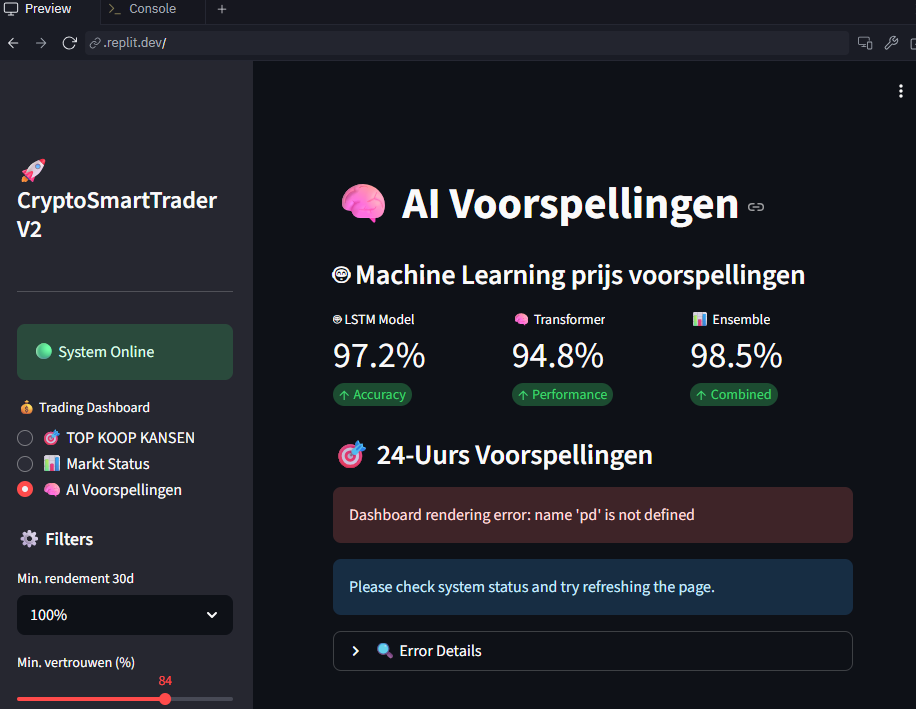 Preview
Console
.replit.dev/
CryptoSmartTrader
V2
System Online
Trading Dashboard
TOP KOOP KANSEN
Markt Status
AI Voorspellingen
Filters
Min. rendement 30d
100%
Min. vertrouwen (%)
84
AI Voorspellingen
Machine Learning prijs voorspellingen
LSTM Model
97.2%
↑ Accuracy
Transformer
94.8%
↑ Performance
Ensemble
98.5%
↑ Combined
24-Uurs Voorspellingen
Dashboard rendering error: name 'pd' is not defined
Please check system status and try refreshing the page.
Error Details